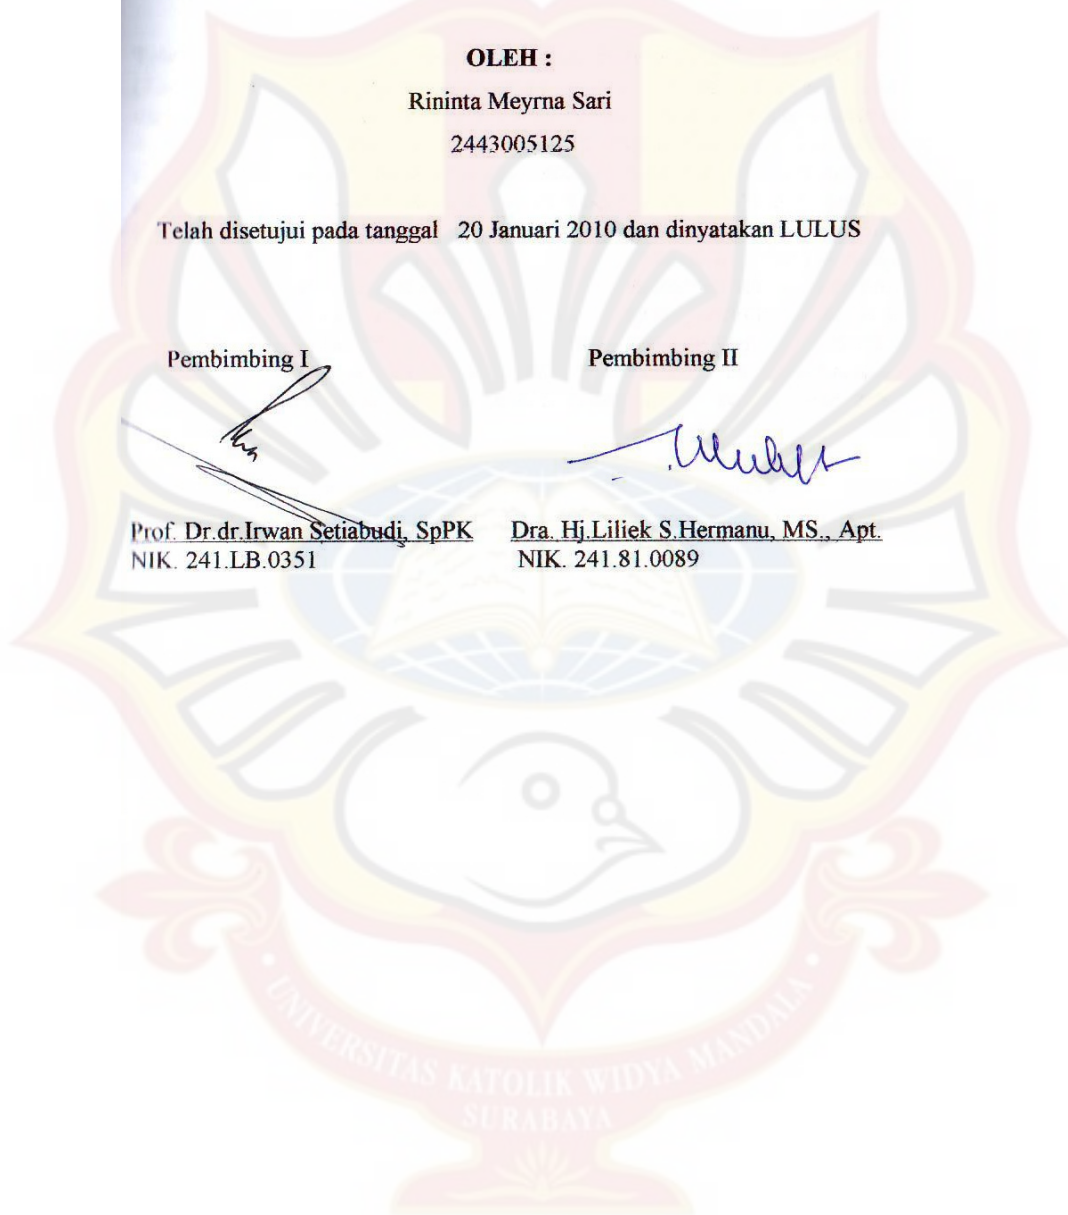 OLEH :
Rininta Meyrna Sari
2443005125
Telah disetujui pada tanggal 20 Januari 2010 dan dinyatakan LULUS
Pembimbing I
Pembimbing II
Prof. Dr.dr.Irwan Setiabudi, SpPK
Dra. Hj.Liliek S.Hermanu, MS., Apt.
NIK. 241.LB.0351
NIK. 241.81.0089
UNIVERSITAS KATOLIK WIDYA MANDALA
SURABAYA